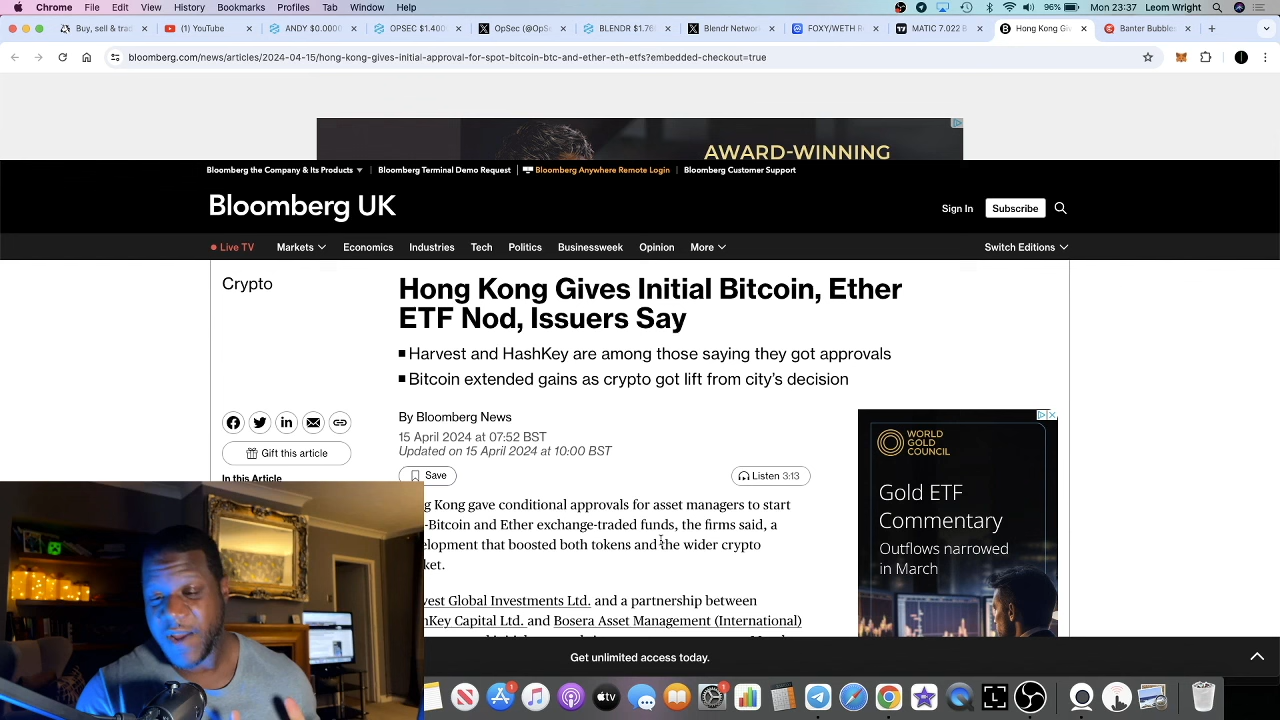 Chrome File Edit View History Bookmarks Profiles Tab Window Help
96% Mon 23:37 Leom Wright
Buy, sell & tra
(1) YouTube
ANDY $0.0000
OPSEC $1.400
OpSec (@OpSe
BLENDR $1.76
Blendr Network
FOXY/WETH R
MATIC 7.022 B
Hong Kong Giv
Banter Bubbles
bloomberg.com/news/articles/2024-04-15/hong-kong-gives-initial-approval-for-spot-bitcoin-btc-and-ether-eth-etfs?embedded-checkout=true
AWARD-WINNING
Bloomberg the Company & Its Products
Bloomberg Terminal Demo Request
Bloomberg Anywhere Remote Login
Bloomberg Customer Support
Bloomberg UK
Sign In
Subscribe
Live TV Markets Economics Industries Tech Politics Businessweek Opinion More
Switch Editions
Crypto
Hong Kong Gives Initial Bitcoin, Ether
ETF Nod, Issuers Say
Harvest and HashKey are among those saying they got approvals
Bitcoin extended gains as crypto got lift from city's decision
By Bloomberg News
15 April 2024 at 07:52 BST
Updated on 15 April 2024 at 10:00 BST
Gift this article
Save
Listen 3:13
In this Article
g Kong gave conditional approvals for asset managers to start
-Bitcoin and Ether exchange-traded funds, the firms said, a
elopment that boosted both tokens and the wider crypto
ket.
vest Global Investments Ltd. and a partnership between
hKey Capital Ltd. and Bosera Asset Management (International)
WORLD
GOLD
COUNCIL
Gold ETF
Commentary
Outflows narrowed
in March
Get unlimited access today.